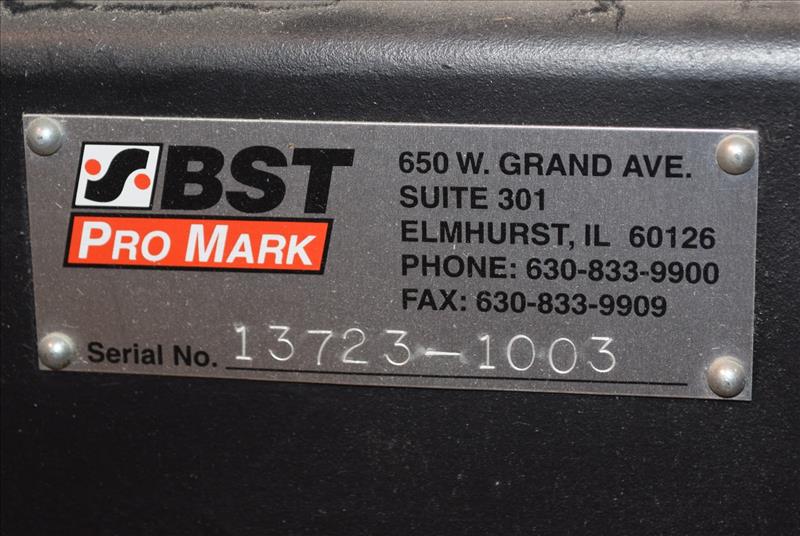 BST
PRO MARK
650 W. GRAND AVE.
SUITE 301
ELMHURST, IL 60126
PHONE: 630-833-9900
FAX: 630-833-9909
Serial No. 13723-1003